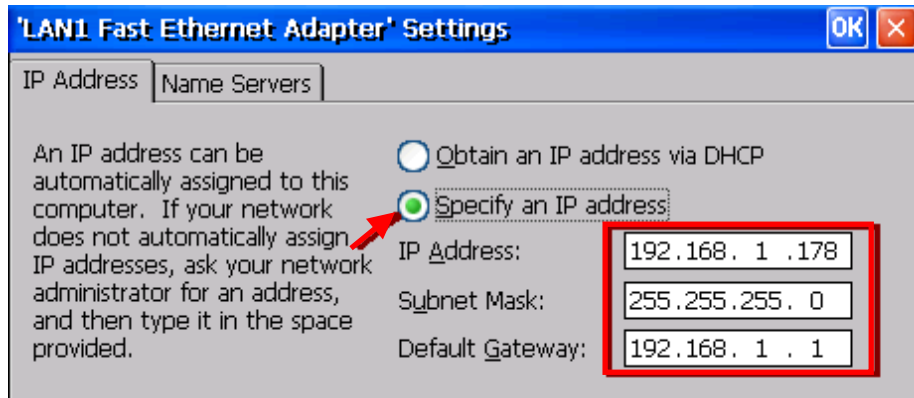 'LAN1 Fast Ethernet Adapter' Settings
OK
IP Address
Name Servers
An IP address can be
automatically assigned to this
computer. If your network
does not automatically assign
IP addresses, ask your network
administrator for an address,
and then type it in the space
provided.
Obtain an IP address via DHCP
Specify an IP address
IP Address: 192.168. 1 .178
Subnet Mask: 255.255.255. 0
Default Gateway: 192.168. 1 . 1